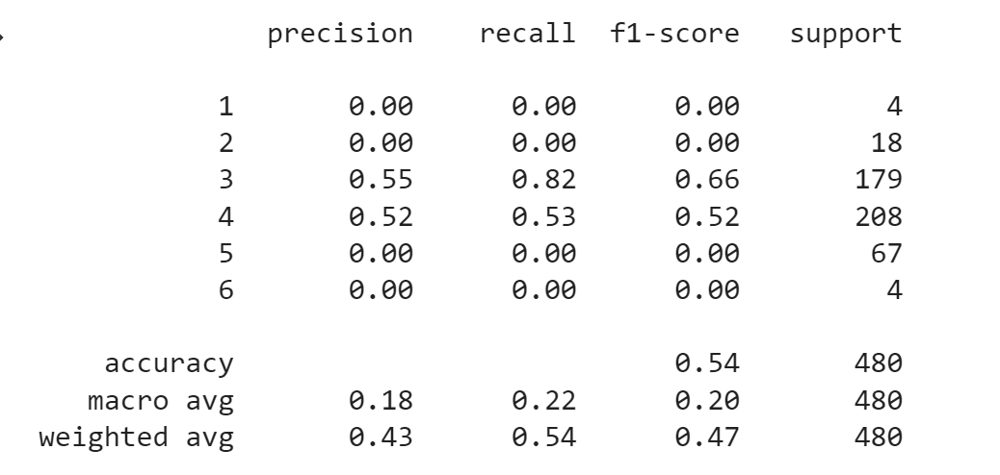 precision recall f1-score support
1 0.00 0.00 0.00 4
2 0.00 0.00 0.00 18
3 0.55 0.82 0.66 179
4 0.52 0.53 0.52 208
5 0.00 0.00 0.00 67
6 0.00 0.00 0.00 4
accuracy 0.54 480
macro avg 0.18 0.22 0.20 480
weighted avg 0.43 0.54 0.47 480